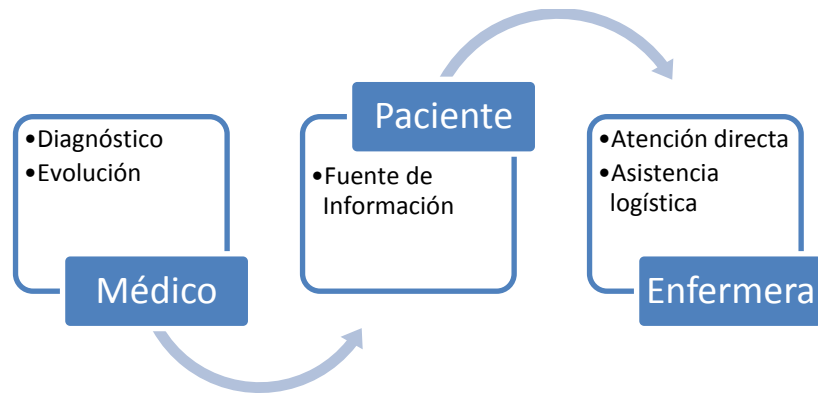 •Diagnóstico
•Evolución
Médico
Paciente
•Fuente de
Información
•Atención directa
•Asistencia
logística
Enfermera